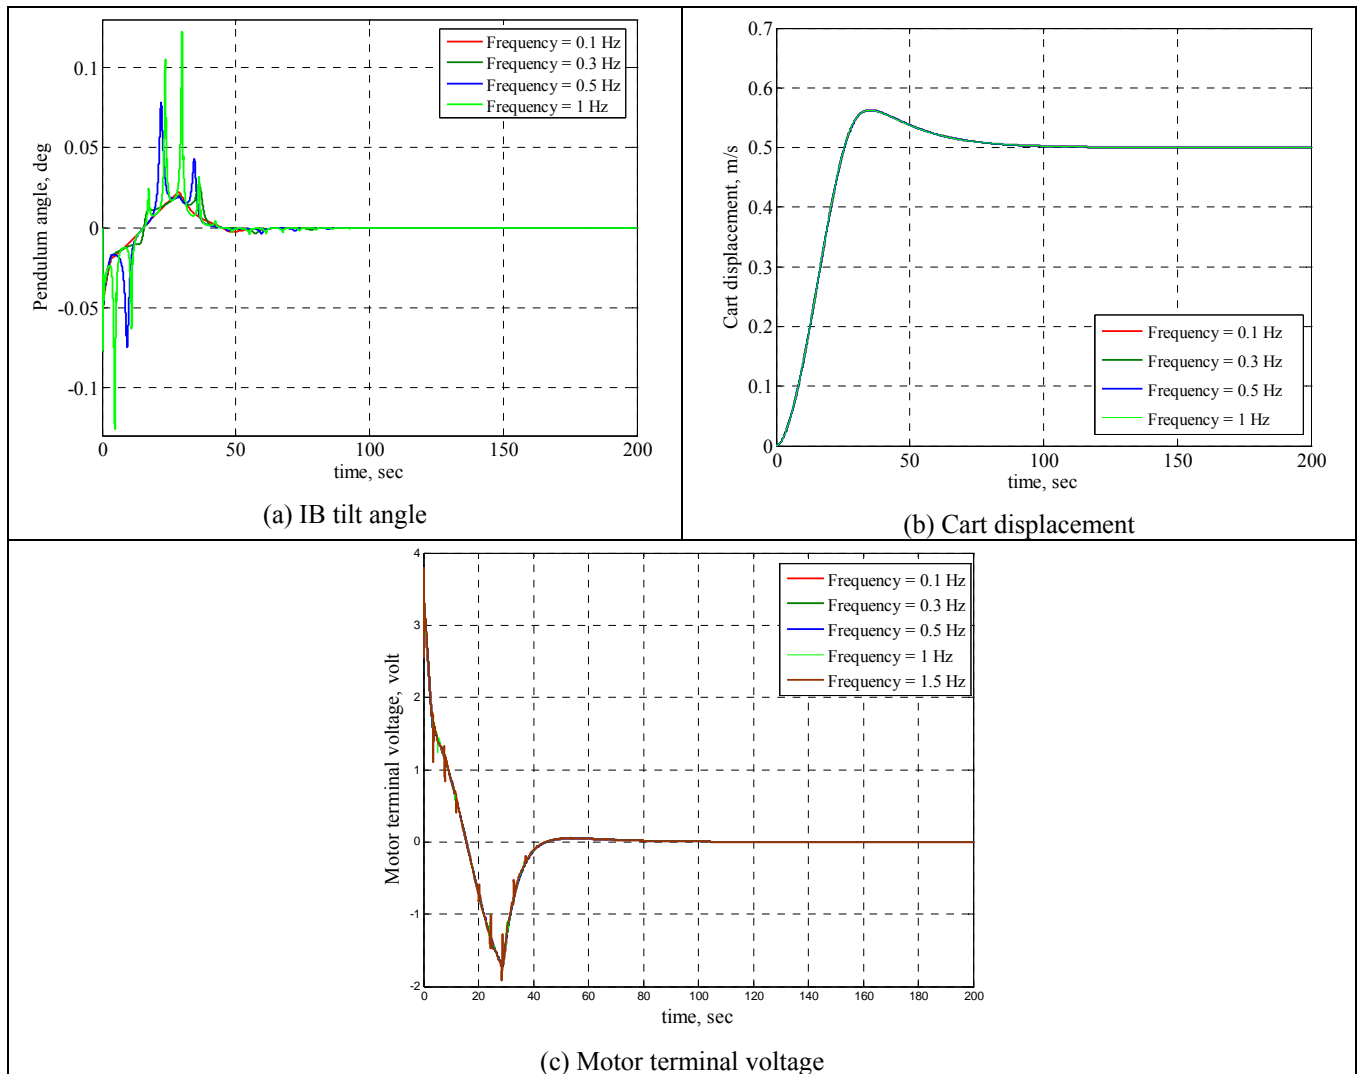 Frequency = 0.1 Hz
Frequency = 0.3 Hz
Frequency = 0.5 Hz
Frequency = 1 Hz
0.1
0.05
0
-0.05
-0.1
Pendulum angle, deg
0 50 100 150 200
time, sec
(a) IB tilt angle
0.7
0.6
0.5
0.4
0.3
0.2
0.1
0
Cart displacement, m/s
Frequency = 0.1 Hz
Frequency = 0.3 Hz
Frequency = 0.5 Hz
Frequency = 1 Hz
0 50 100 150 200
time, sec
(b) Cart displacement
4
3
2
1
0
-1
-2
Motor terminal voltage, volt
Frequency = 0.1 Hz
Frequency = 0.3 Hz
Frequency = 0.5 Hz
Frequency = 1 Hz
Frequency = 1.5 Hz
0 20 40 60 80 100 120 140 160 180 200
time, sec
(c) Motor terminal voltage